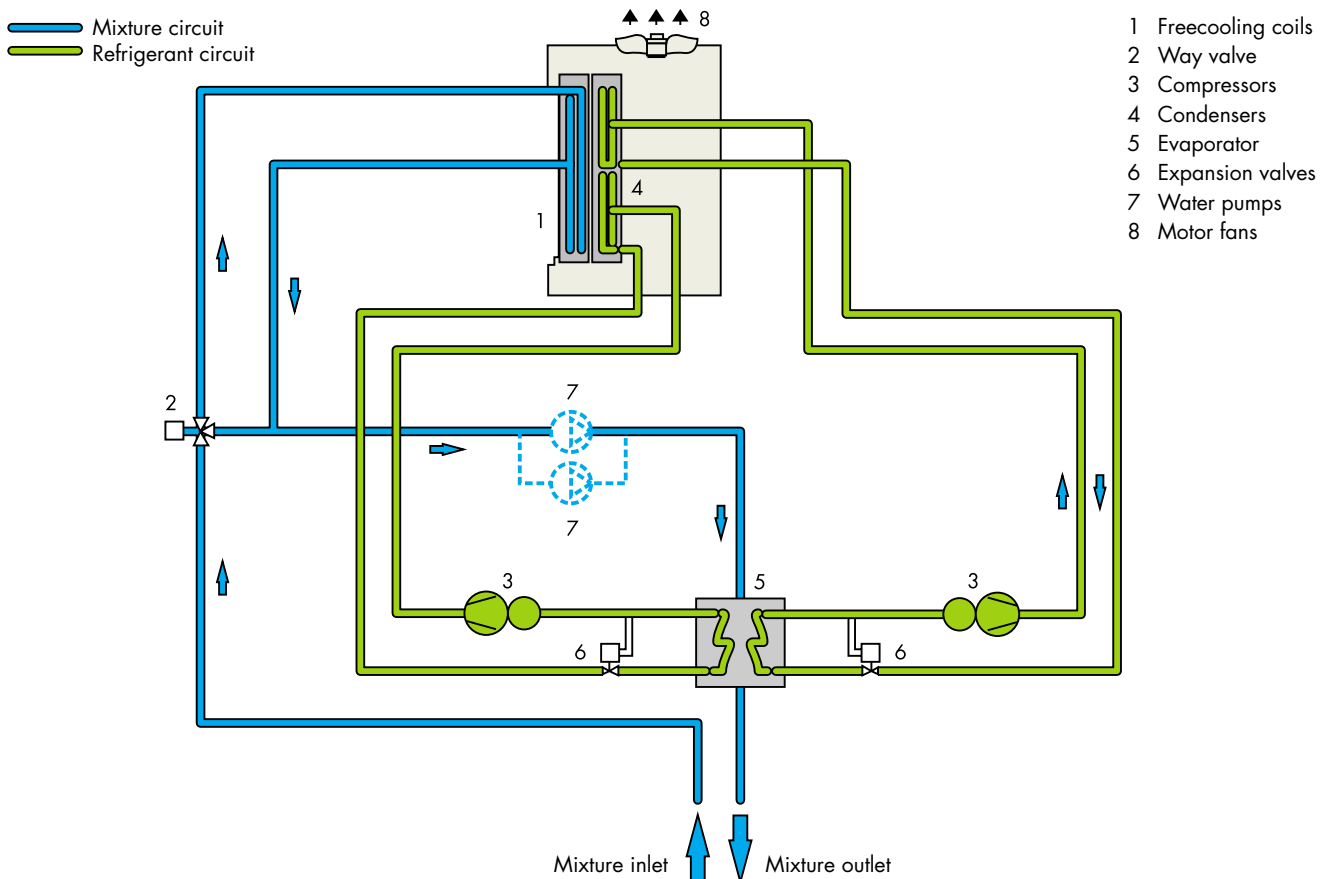 Mixture circuit
Refrigerant circuit
8
1 Freecooling coils
2 Way valve
3 Compressors
4 Condensers
5 Evaporator
6 Expansion valves
7 Water pumps
8 Motor fans
4
1
2
7
7
3
5
3
6
6
Mixture inlet
Mixture outlet